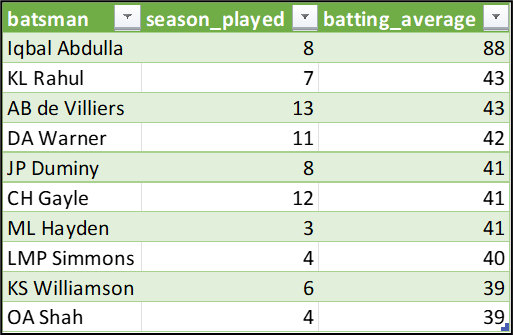 batsman season_played batting_average
Iqbal Abdulla 8 88
KL Rahul 7 43
AB de Villiers 13 43
DA Warner 11 42
JP Duminy 8 41
CH Gayle 12 41
ML Hayden 3 41
LMP Simmons 4 40
KS Williamson 6 39
OA Shah 4 39